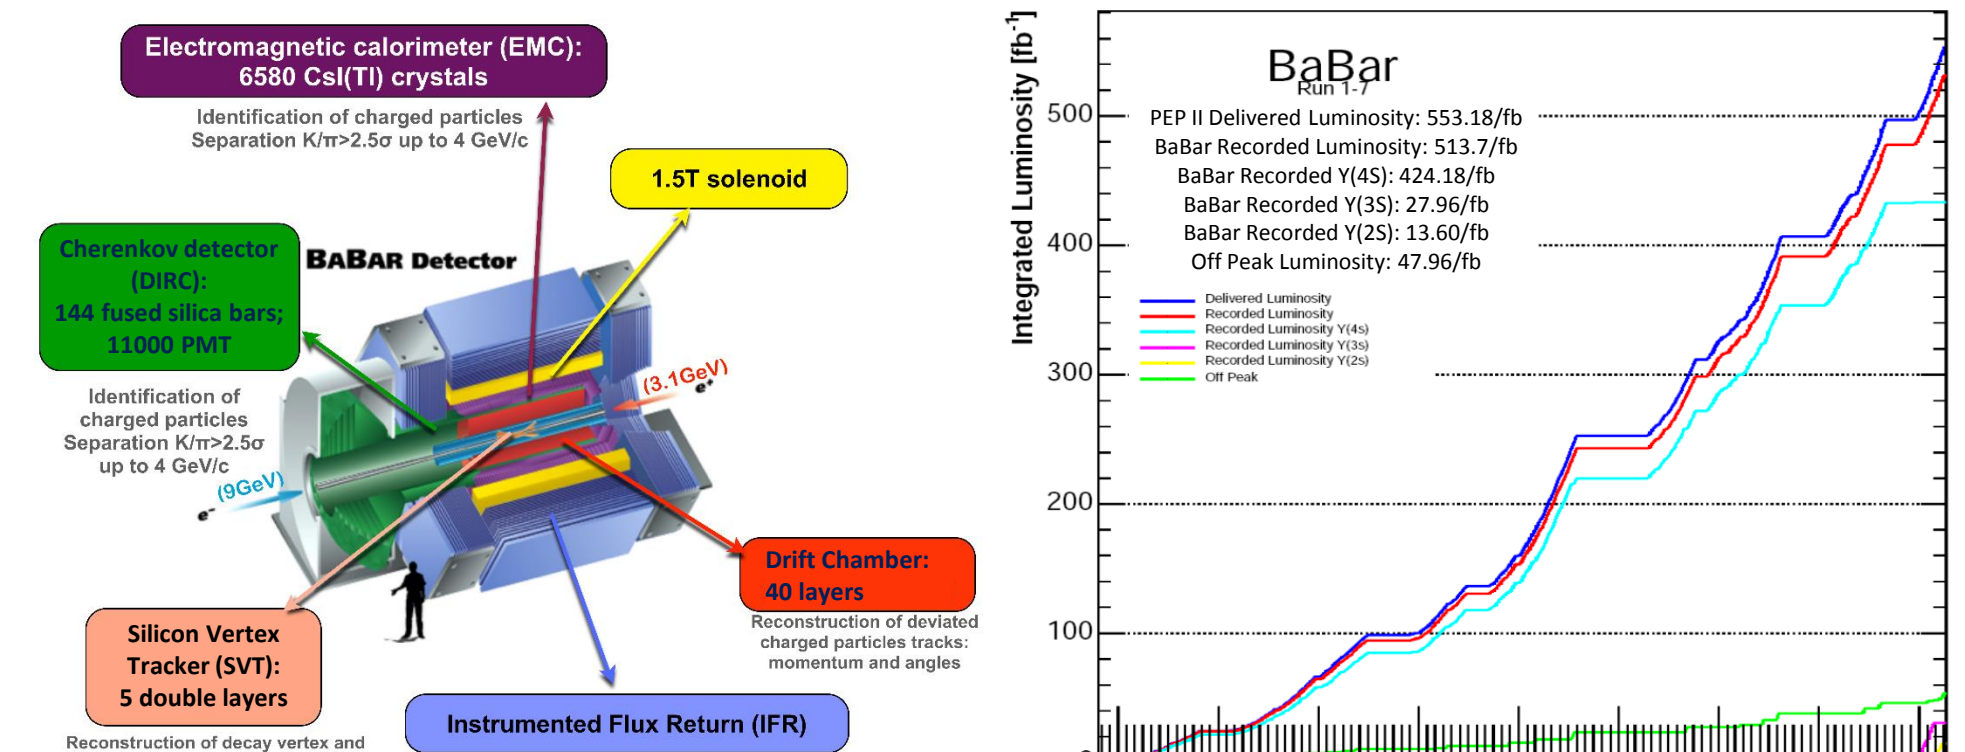 Electromagnetic calorimeter (EMC):
6580 CsI(Tl) crystals
Identification of charged particles
Separation K/π>2.5σ up to 4 GeV/c
1.5T solenoid
Cherenkov detector
(DIRC):
144 fused silica bars;
11000 PMT
Identification of
charged particles
Separation K/π>2.5σ
up to 4 GeV/c
BABAR Detector
(3.1GeV)
e⁺
(9GeV)
e⁻
Drift Chamber:
40 layers
Reconstruction of deviated
charged particles tracks:
momentum and angles
Silicon Vertex
Tracker (SVT):
5 double layers
Reconstruction of decay vertex and
Instrumented Flux Return (IFR)
Integrated Luminosity [fb⁻¹]
500
400
300
200
100
BaBar
Run 1-7
PEP II Delivered Luminosity: 553.18/fb
BaBar Recorded Luminosity: 513.7/fb
BaBar Recorded Y(4S): 424.18/fb
BaBar Recorded Y(3S): 27.96/fb
BaBar Recorded Y(2S): 13.60/fb
Off Peak Luminosity: 47.96/fb
Delivered Luminosity
Recorded Luminosity
Recorded Luminosity Y(4s)
Recorded Luminosity Y(3s)
Recorded Luminosity Y(2s)
Off Peak